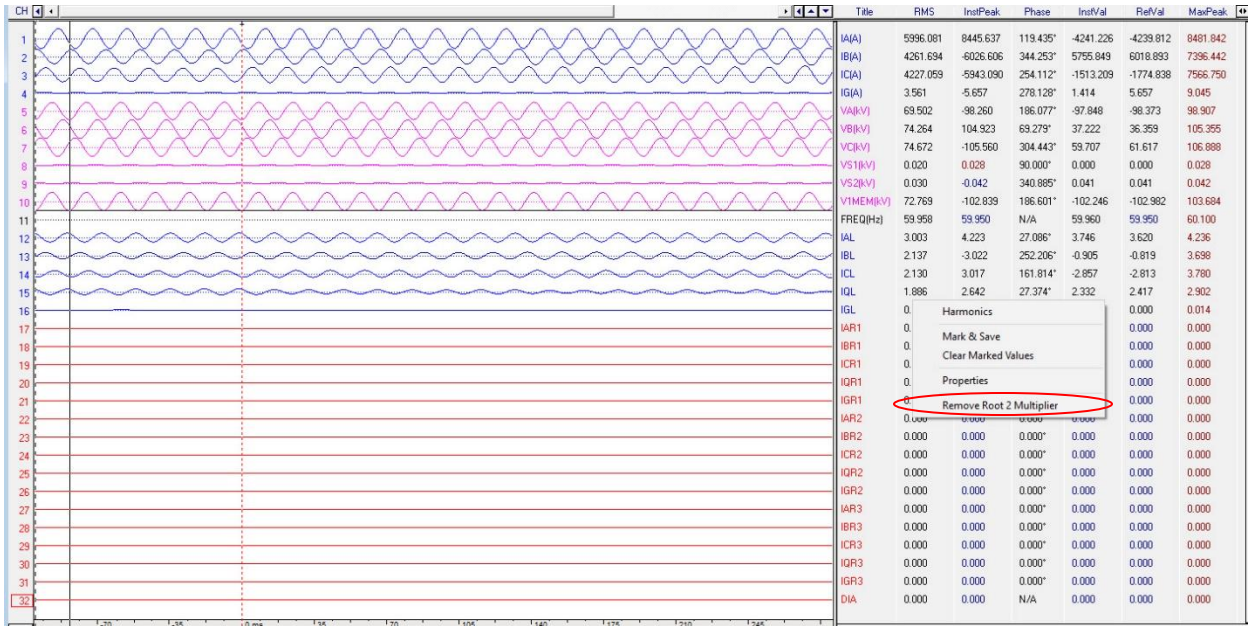 CH Title RMS InstPeak Phase InstVal RefVal MaxPeak
1 IA(A) 5996.081 8445.637 119.435° -4241.226 -4239.812 8481.842
2 IB(A) 4261.694 -6026.606 344.253° 5755.849 6018.893 7396.442
3 IC(A) 4227.059 -5943.090 254.112° -1513.209 -1774.838 7566.750
4 IG(A) 3.561 -5.657 278.128° 1.414 5.657 9.045
5 VA(kV) 69.502 -98.260 186.077° -97.848 -98.373 98.907
6 VB(kV) 74.264 104.923 69.279° 37.222 36.359 105.355
7 VC(kV) 74.672 -105.560 304.443° 59.707 61.617 106.888
8 VS1(kV) 0.020 0.028 90.000° 0.000 0.000 0.028
9 VS2(kV) 0.030 -0.042 340.885° 0.041 0.041 0.042
10 V1MEM(kV) 72.769 -102.839 186.601° -102.246 -102.982 103.684
11 FREQ(Hz) 59.958 59.950 N/A 59.960 59.950 60.100
12 IAL 3.003 4.223 27.086° 3.746 3.620 4.236
13 IBL 2.137 -3.022 252.206° -0.905 -0.819 3.698
14 ICL 2.130 3.017 161.814° -2.857 -2.813 3.780
15 IQL 1.886 2.642 27.374° 2.332 2.417 2.902
16 IGL 0. Harmonics 0.000 0.014
17 IAR1 0. 0.000 0.000
18 IBR1 0. Mark & Save 0.000 0.000
19 ICR1 0. Clear Marked Values 0.000 0.000
20 IQR1 0. Properties 0.000 0.000
21 IGR1 0. Remove Root 2 Multiplier 0.000 0.000
22 IAR2 0.000 0.000 0.000° 0.000 0.000 0.000
23 IBR2 0.000 0.000 0.000° 0.000 0.000 0.000
24 ICR2 0.000 0.000 0.000° 0.000 0.000 0.000
25 IQR2 0.000 0.000 0.000° 0.000 0.000 0.000
26 IGR2 0.000 0.000 0.000° 0.000 0.000 0.000
27 IAR3 0.000 0.000 0.000° 0.000 0.000 0.000
28 IBR3 0.000 0.000 0.000° 0.000 0.000 0.000
29 ICR3 0.000 0.000 0.000° 0.000 0.000 0.000
30 IQR3 0.000 0.000 0.000° 0.000 0.000 0.000
31 IGR3 0.000 0.000 0.000° 0.000 0.000 0.000
32 DIA 0.000 0.000 N/A 0.000 0.000 0.000
-70 -35 0 ms 35 70 105 140 175 210 245